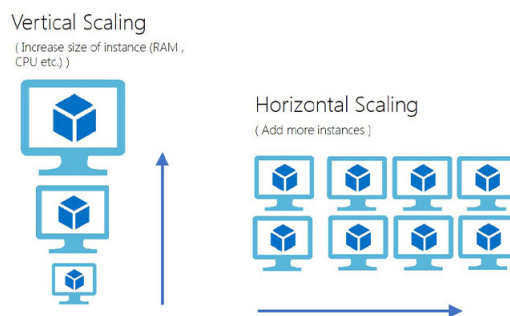 Vertical Scaling
( Increase size of instance (RAM ,
CPU etc.) )
Horizontal Scaling
( Add more instances )